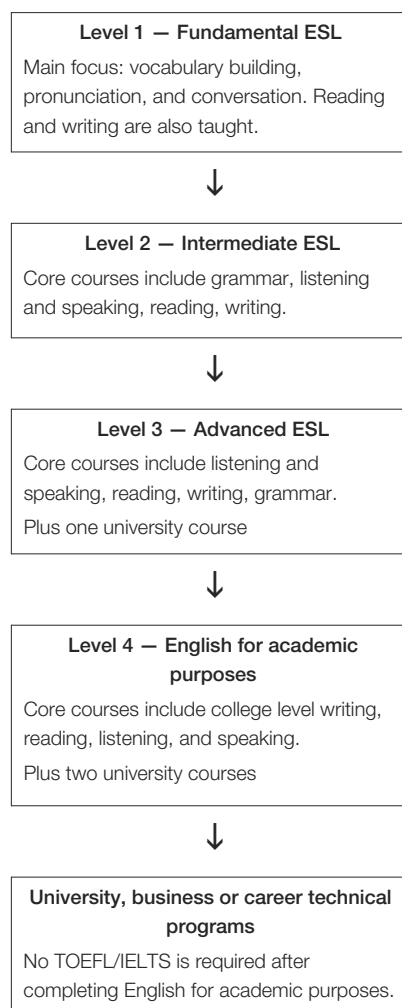 Level 1 — Fundamental ESL
Main focus: vocabulary building,
pronunciation, and conversation. Reading
and writing are also taught.
Level 2 — Intermediate ESL
Core courses include grammar, listening
and speaking, reading, writing.
Level 3 — Advanced ESL
Core courses include listening and
speaking, reading, writing, grammar.
Plus one university course
Level 4 — English for academic
purposes
Core courses include college level writing,
reading, listening, and speaking.
Plus two university courses
University, business or career technical
programs
No TOEFL/IELTS is required after
completing English for academic purposes.